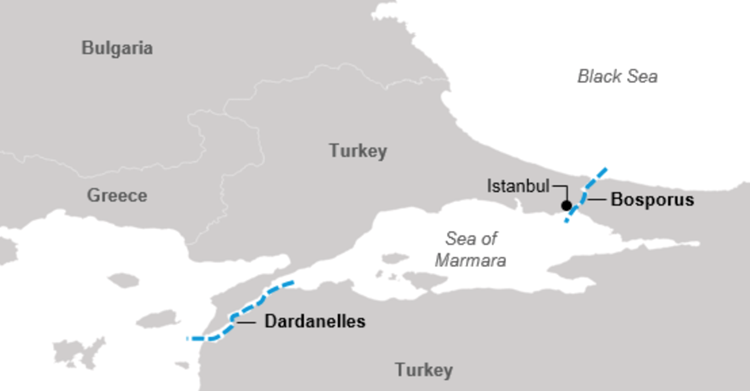 Bulgaria
Black Sea
Turkey
Istanbul
Greece
Bosporus
Sea of
Marmara
Dardanelles
Turkey